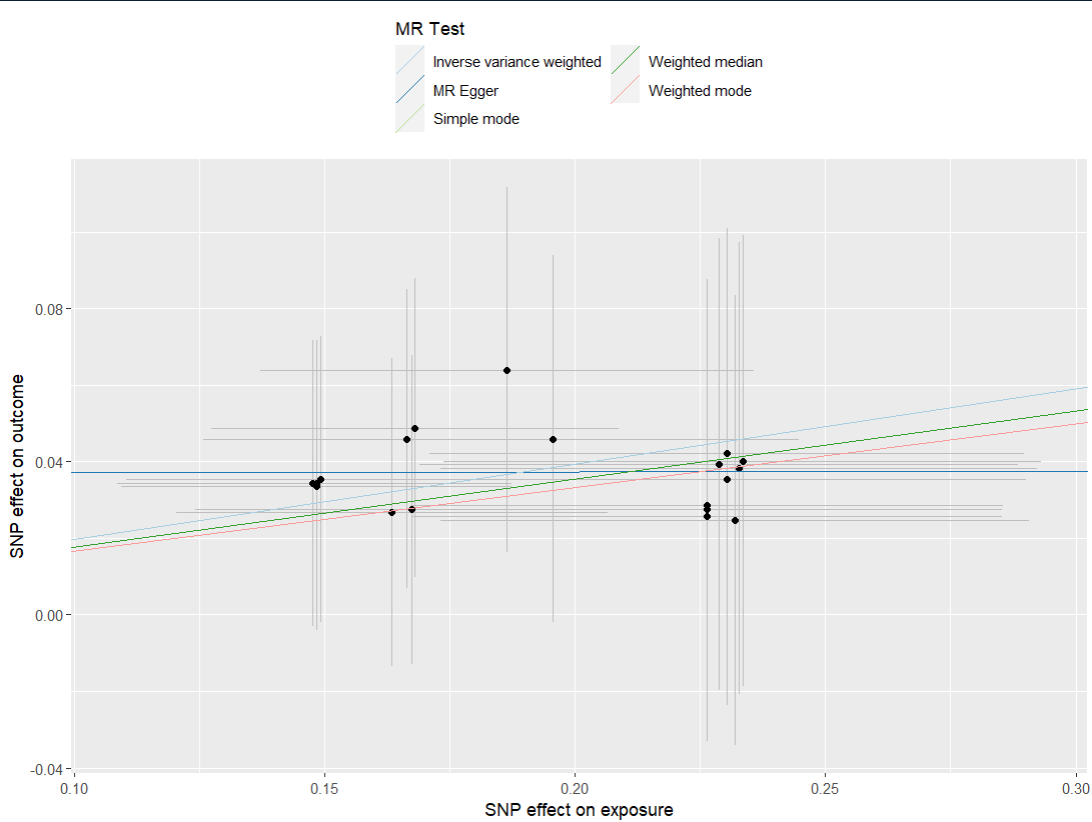 MR Test
Inverse variance weighted
Weighted median
MR Egger
Weighted mode
Simple mode
SNP effect on outcome
0.08
0.04
0.00
-0.04
0.10
0.15
0.20
0.25
0.30
SNP effect on exposure